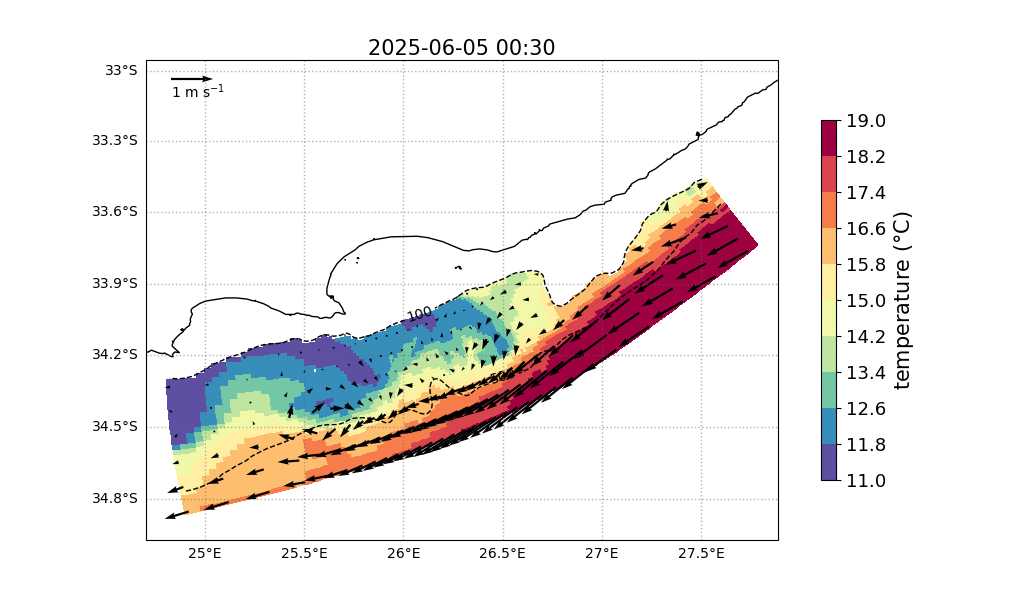 2025-06-05 00:30
1 m s⁻¹
33°S
33.3°S
33.6°S
33.9°S
34.2°S
34.5°S
34.8°S
25°E 25.5°E 26°E 26.5°E 27°E 27.5°E
100
19.0
18.2
17.4
16.6
15.8
15.0
14.2
13.4
12.6
11.8
11.0
temperature (°C)